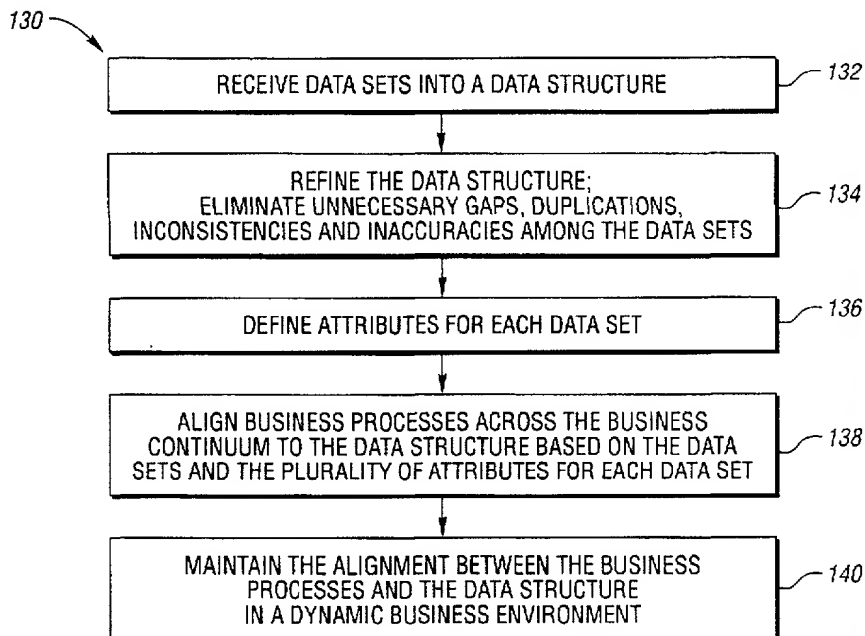 130
RECEIVE DATA SETS INTO A DATA STRUCTURE
132
REFINE THE DATA STRUCTURE;
ELIMINATE UNNECESSARY GAPS, DUPLICATIONS,
INCONSISTENCIES AND INACCURACIES AMONG THE DATA SETS
134
DEFINE ATTRIBUTES FOR EACH DATA SET
136
ALIGN BUSINESS PROCESSES ACROSS THE BUSINESS
CONTINUUM TO THE DATA STRUCTURE BASED ON THE DATA
SETS AND THE PLURALITY OF ATTRIBUTES FOR EACH DATA SET
138
MAINTAIN THE ALIGNMENT BETWEEN THE BUSINESS
PROCESSES AND THE DATA STRUCTURE
IN A DYNAMIC BUSINESS ENVIRONMENT
140